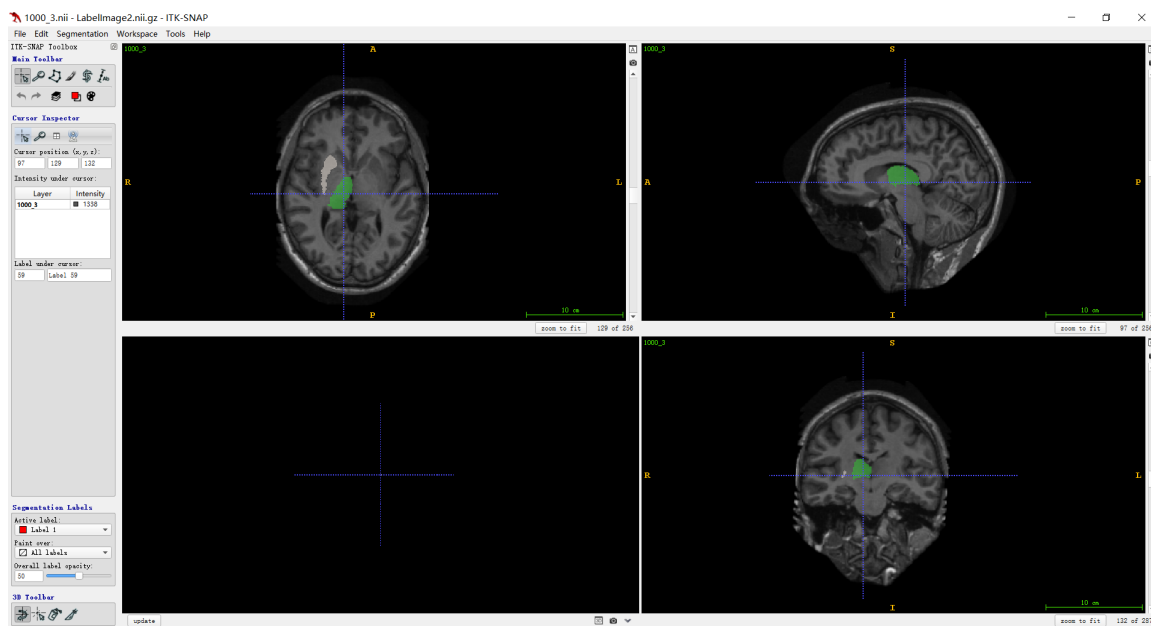 1000_3.nii - LabelImage2.nii.gz - ITK-SNAP
File Edit Segmentation Workspace Tools Help
ITK-SNAP Toolbox
Main Toolbar
Cursor Inspector
Cursor position (x,y,z):
97 129 132
Intensity under cursor:
Layer Intensity
1000_3 1338
Label under cursor:
59 Label 59
Segmentation Labels
Active label:
Label 1
Paint over:
All labels
Overall label opacity:
50
3D Toolbar
1000_3
A
R
L
P
10 cm
zoom to fit 129 of 256
1000_3
S
A
P
I
10 cm
zoom to fit 97 of 256
update
1000_3
S
R
L
I
10 cm
zoom to fit 132 of 287